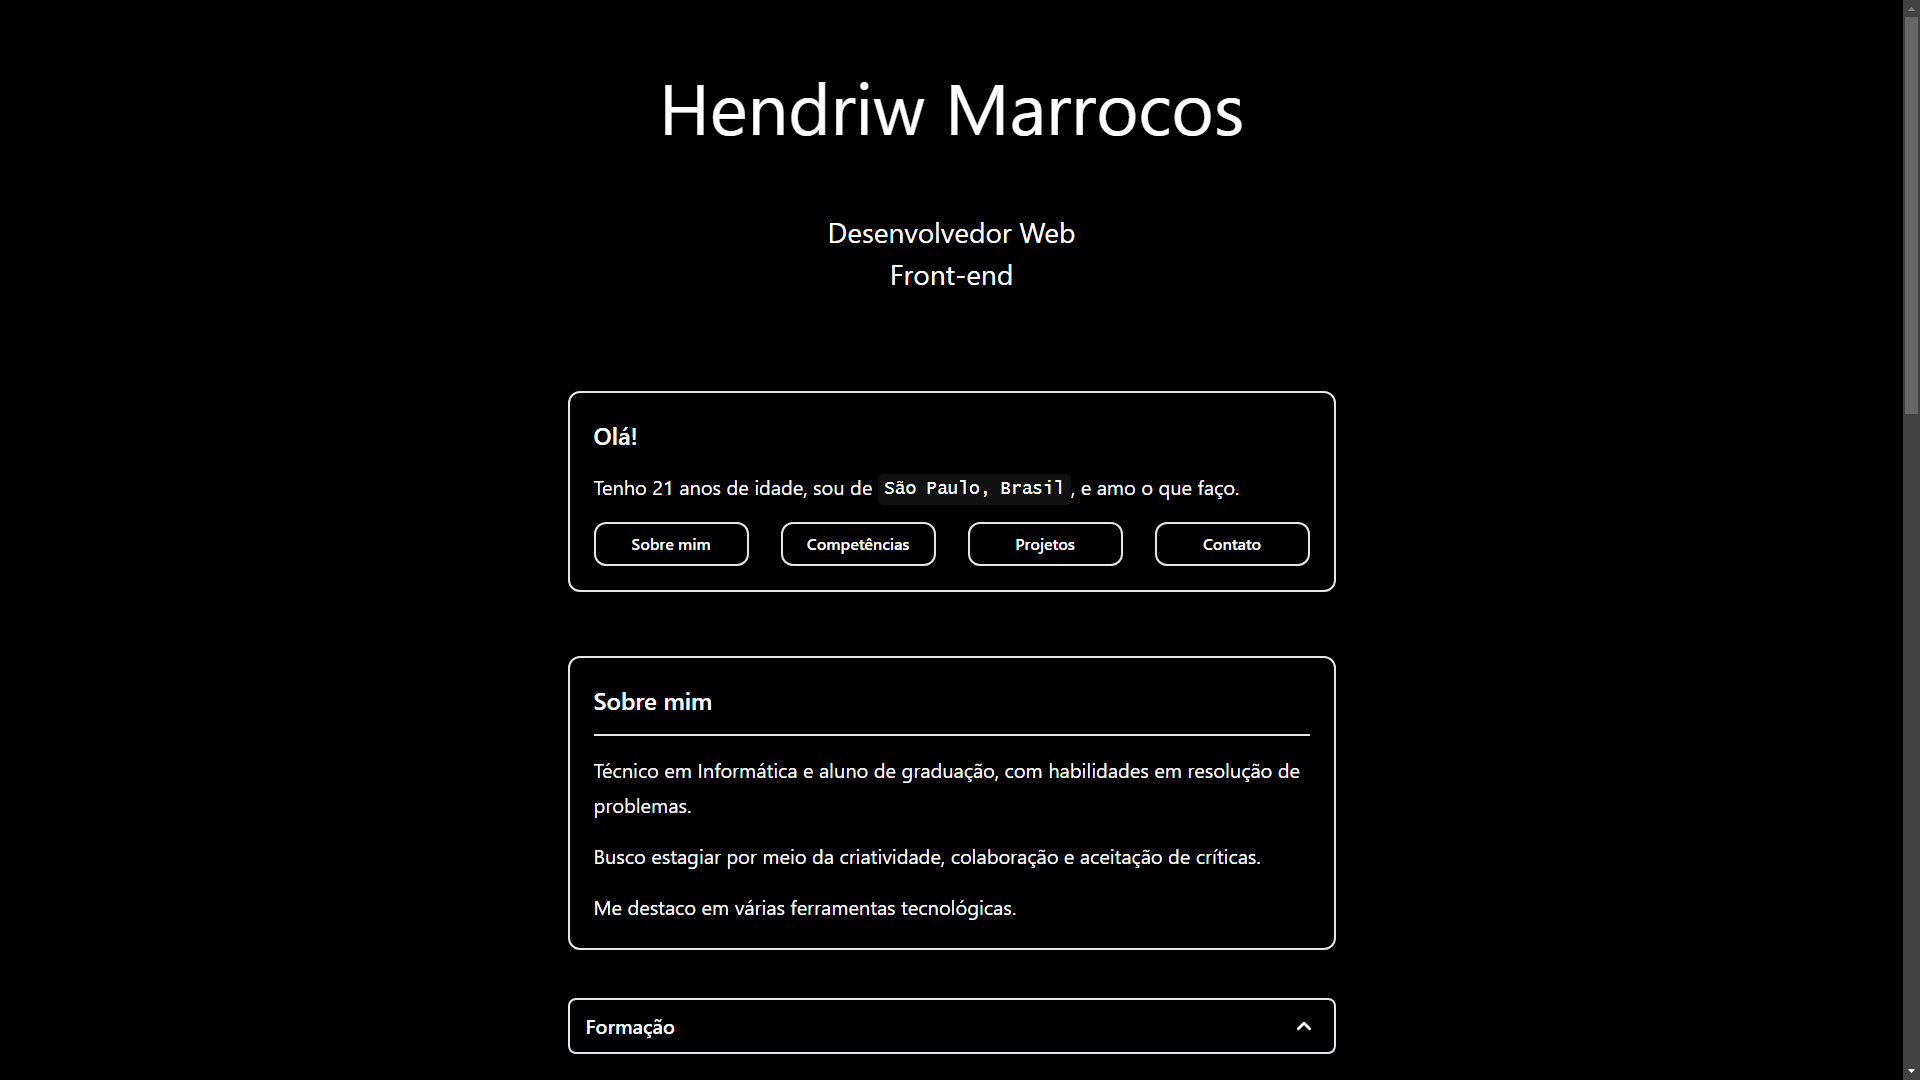 Hendriw Marrocos
Desenvolvedor Web
Front-end
Olá!
Tenho 21 anos de idade, sou de São Paulo, Brasil, e amo o que faço.
Sobre mim
Competências
Projetos
Contato
Sobre mim
Técnico em Informática e aluno de graduação, com habilidades em resolução de
problemas.
Busco estagiar por meio da criatividade, colaboração e aceitação de críticas.
Me destaco em várias ferramentas tecnológicas.
Formação